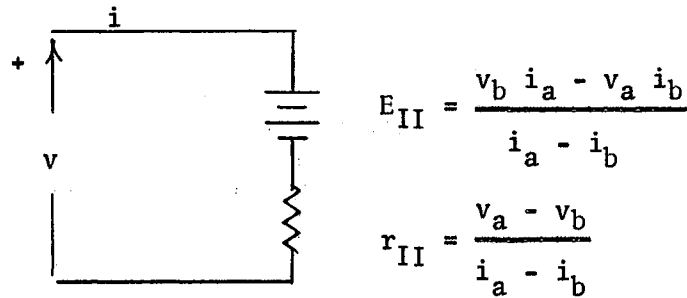 i
+
v
E_II = (v_b i_a - v_a i_b) / (i_a - i_b)
r_II = (v_a - v_b) / (i_a - i_b)